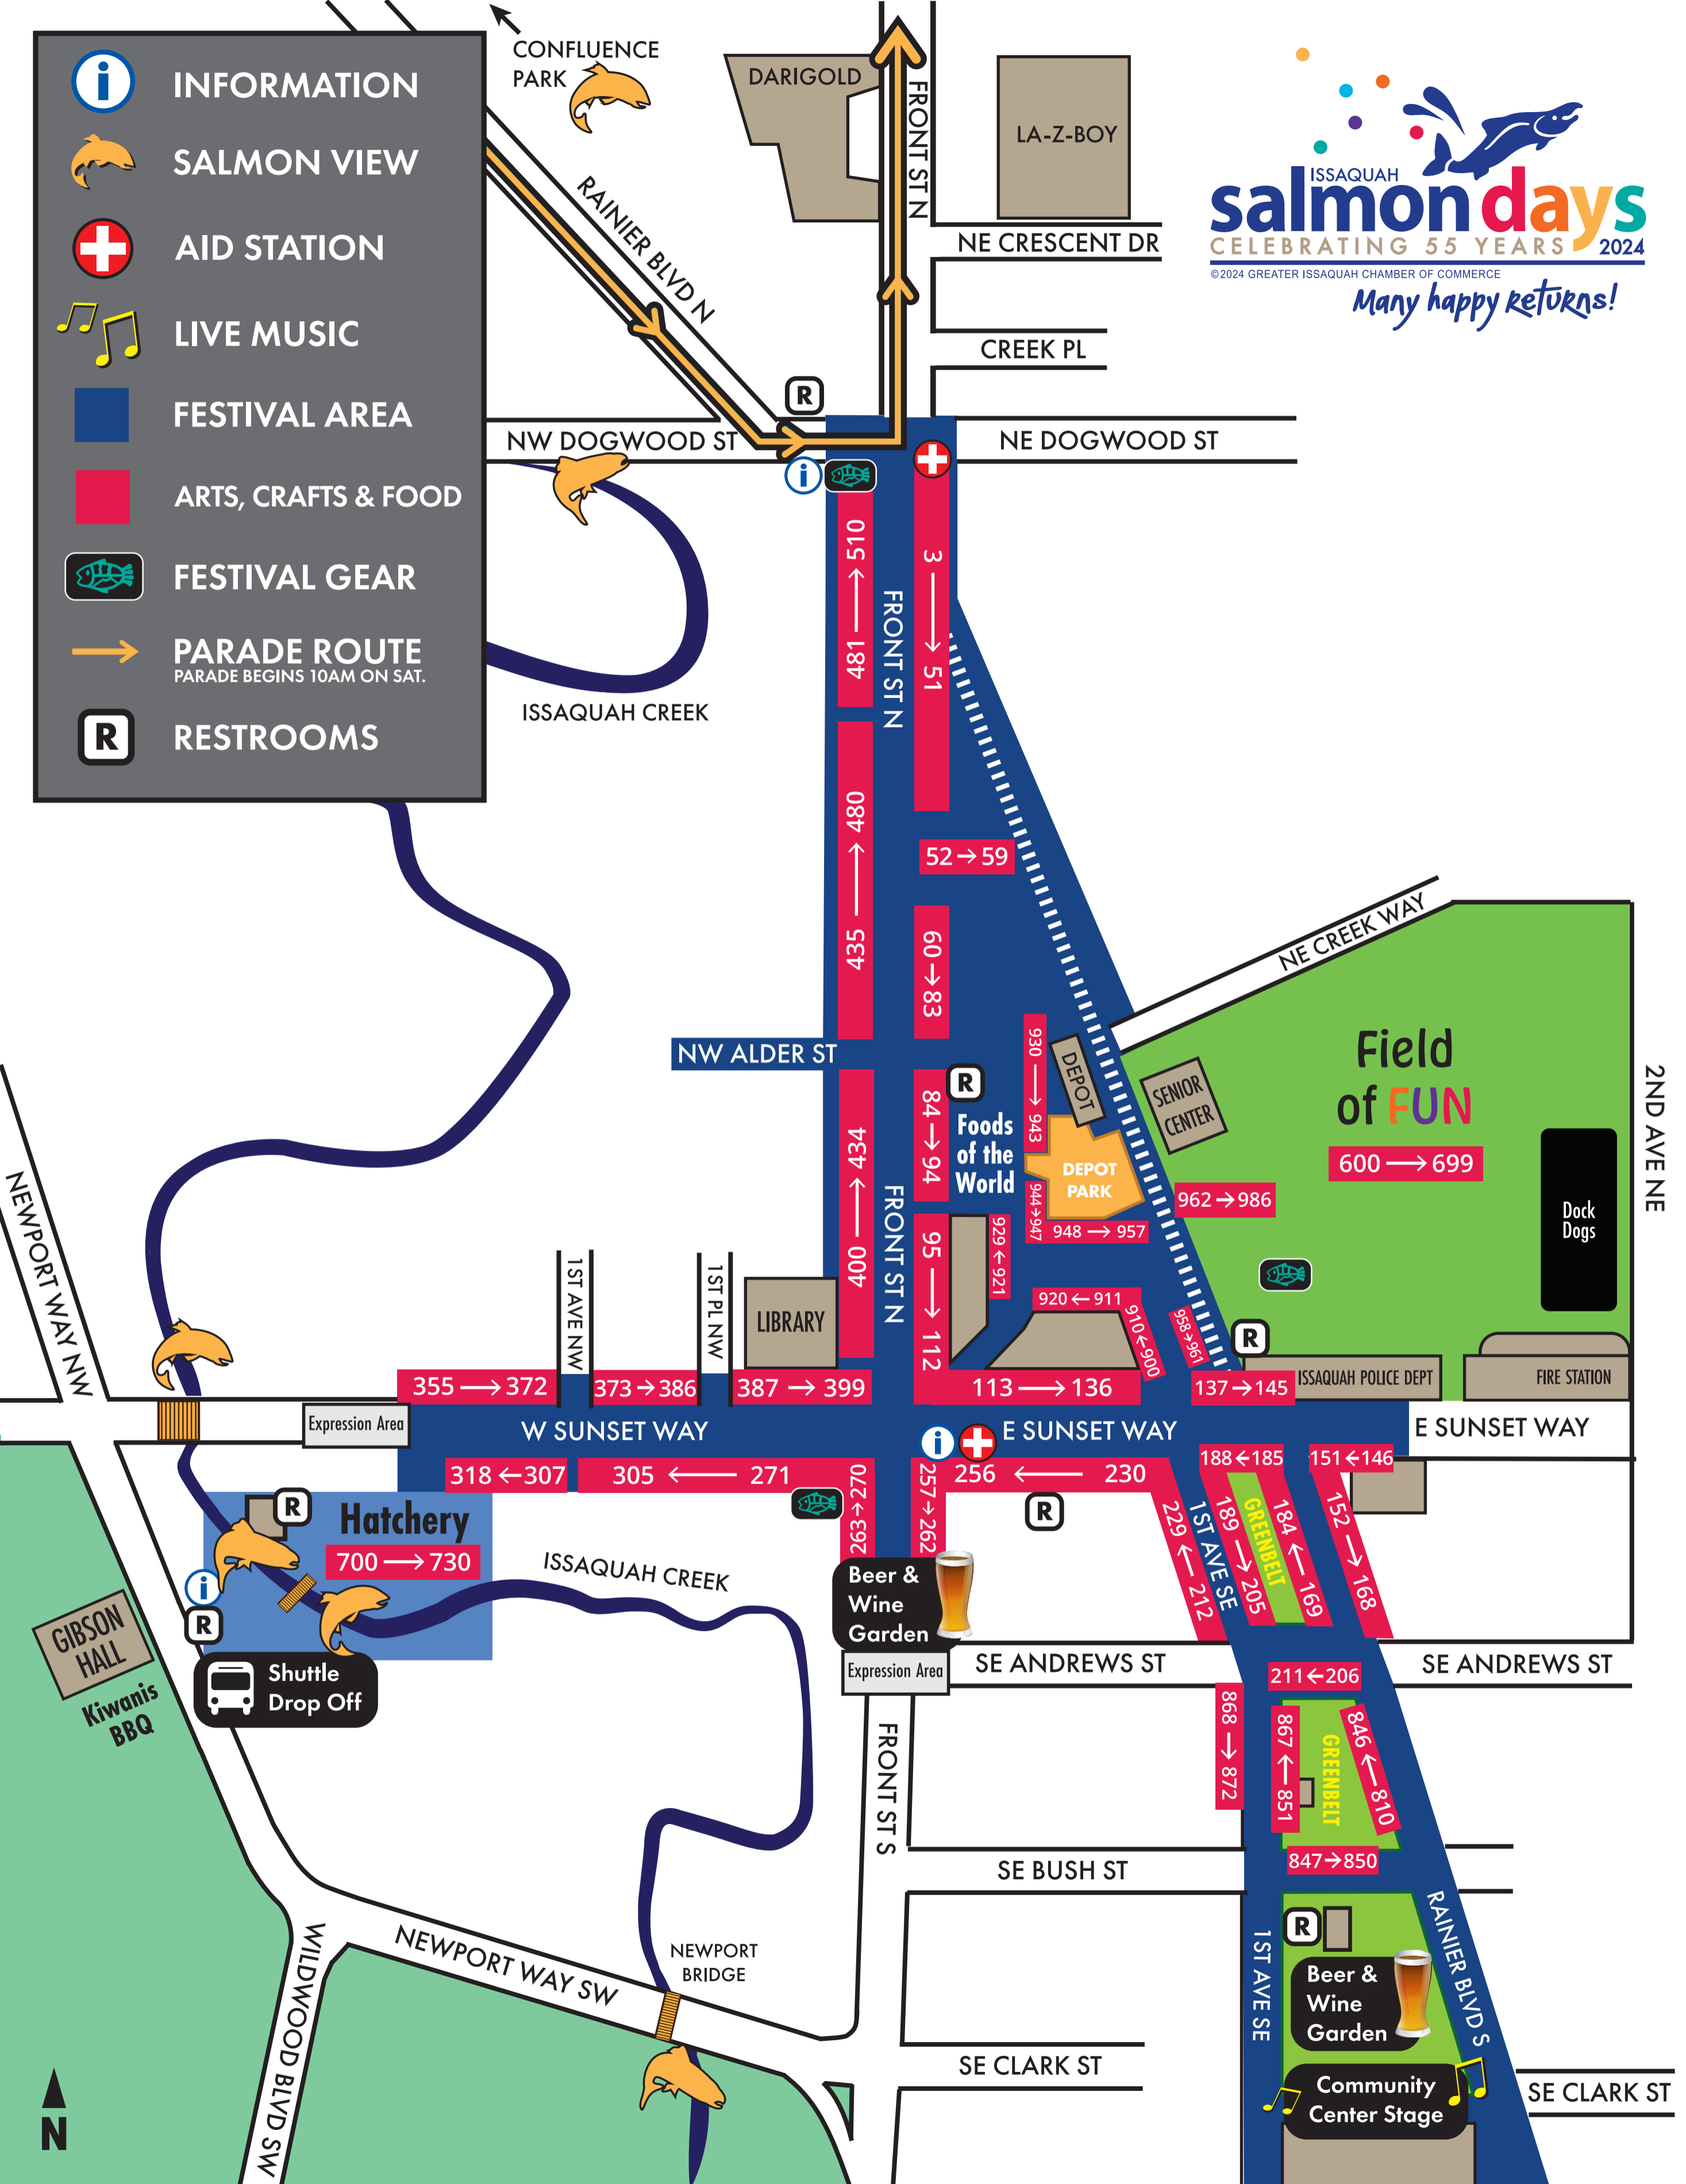 INFORMATION
SALMON VIEW
AID STATION
LIVE MUSIC
FESTIVAL AREA
ARTS, CRAFTS & FOOD
FESTIVAL GEAR
PARADE ROUTE
PARADE BEGINS 10AM ON SAT.
R RESTROOMS
CONFLUENCE
PARK
DARIGOLD
FRONT ST N
LA-Z-BOY
RAINIER BLVD N
NE CRESCENT DR
CREEK PL
ISSAQUAH
salmon days
CELEBRATING 55 YEARS 2024
©2024 GREATER ISSAQUAH CHAMBER OF COMMERCE
Many happy Returns!
R
NW DOGWOOD ST
NE DOGWOOD ST
i
481 → 510
3 → 51
FRONT ST N
ISSAQUAH CREEK
435 → 480
52 → 59
60 → 83
NE CREEK WAY
NW ALDER ST
930 → 943
DEPOT
SENIOR
CENTER
Field
of FUN
600 → 699
2ND AVE NE
R
84 → 94
Foods
of the
World
DEPOT
PARK
944 → 947
948 → 957
962 → 986
Dock
Dogs
400 → 434
FRONT ST N
95 → 112
929 ← 921
920 ← 911
910 ← 900
958 → 961
R
NEWPORT WAY NW
1ST AVE NW
1ST PL NW
LIBRARY
355 → 372
373 → 386
387 → 399
113 → 136
137 → 145
ISSAQUAH POLICE DEPT
FIRE STATION
Expression Area
W SUNSET WAY
i
E SUNSET WAY
E SUNSET WAY
318 ← 307
305 ← 271
263 → 270
257 → 262
256 ← 230
188 ← 185
151 ← 146
R
229 ← 212
1ST AVE SE
189 → 205
GREENBELT
184 ← 169
152 → 168
R
Hatchery
700 → 730
ISSAQUAH CREEK
i
R
Shuttle
Drop Off
GIBSON
HALL
Kiwanis
BBQ
Beer &
Wine
Garden
Expression Area
SE ANDREWS ST
SE ANDREWS ST
211 ← 206
868 → 872
867 ← 851
GREENBELT
846 ← 810
847 → 850
FRONT ST S
SE BUSH ST
R
1ST AVE SE
RAINIER BLVD S
Beer &
Wine
Garden
Community
Center Stage
NEWPORT WAY SW
NEWPORT
BRIDGE
WILDWOOD BLVD SW
SE CLARK ST
SE CLARK ST
N